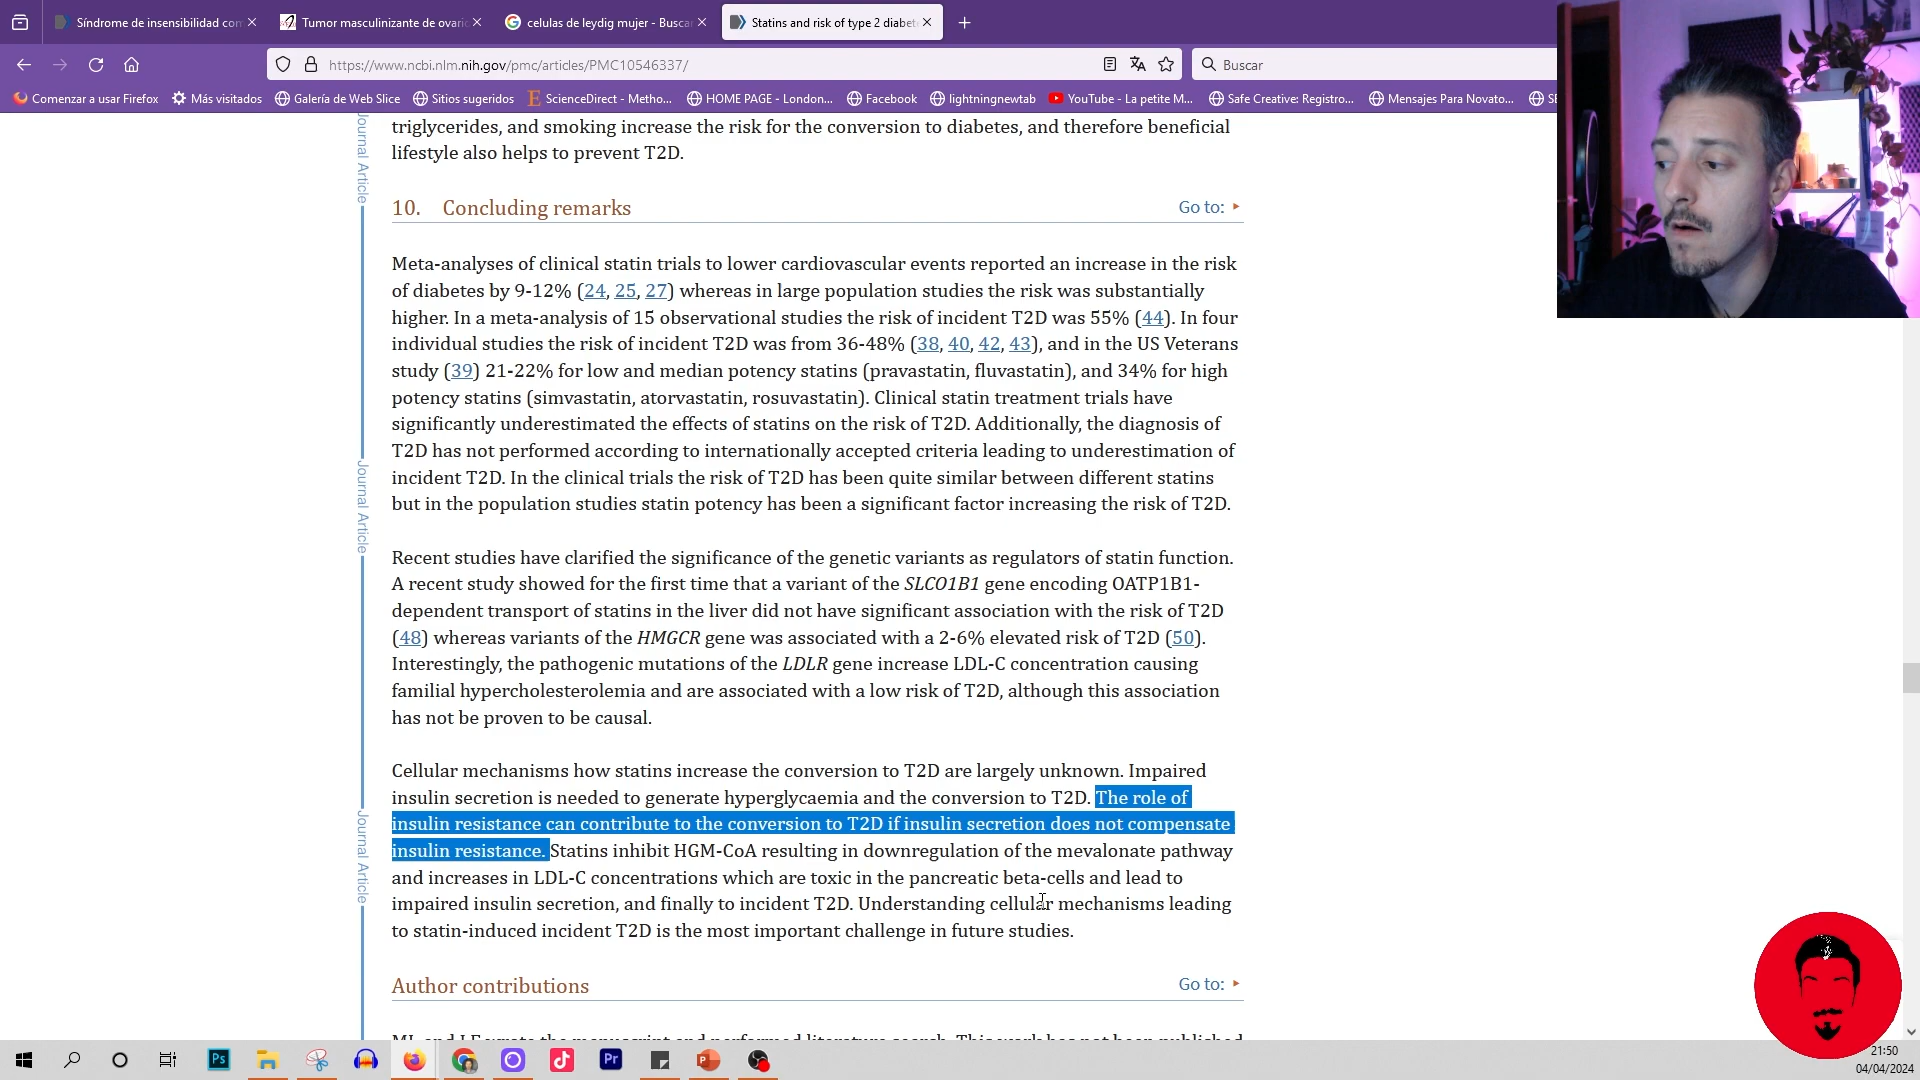 Síndrome de insensibilidad com
Tumor masculinizante de ovario
celulas de leydig mujer - Busca
Statins and risk of type 2 diabet
https://www.ncbi.nlm.nih.gov/pmc/articles/PMC10546337/
Buscar
Comenzar a usar Firefox
Más visitados
Galería de Web Slice
Sitios sugeridos
ScienceDirect - Metho...
HOME PAGE - London...
Facebook
lightningnewtab
YouTube - La petite M...
Safe Creative: Registro...
Mensajes Para Novato...
SE
triglycerides, and smoking increase the risk for the conversion to diabetes, and therefore beneficial
lifestyle also helps to prevent T2D.
Journal Article
10. Concluding remarks
Go to:
Meta-analyses of clinical statin trials to lower cardiovascular events reported an increase in the risk
of diabetes by 9-12% (24, 25, 27) whereas in large population studies the risk was substantially
higher. In a meta-analysis of 15 observational studies the risk of incident T2D was 55% (44). In four
individual studies the risk of incident T2D was from 36-48% (38, 40, 42, 43), and in the US Veterans
study (39) 21-22% for low and median potency statins (pravastatin, fluvastatin), and 34% for high
potency statins (simvastatin, atorvastatin, rosuvastatin). Clinical statin treatment trials have
significantly underestimated the effects of statins on the risk of T2D. Additionally, the diagnosis of
T2D has not performed according to internationally accepted criteria leading to underestimation of
incident T2D. In the clinical trials the risk of T2D has been quite similar between different statins
but in the population studies statin potency has been a significant factor increasing the risk of T2D.
Journal Article
Recent studies have clarified the significance of the genetic variants as regulators of statin function.
A recent study showed for the first time that a variant of the SLCO1B1 gene encoding OATP1B1-
dependent transport of statins in the liver did not have significant association with the risk of T2D
(48) whereas variants of the HMGCR gene was associated with a 2-6% elevated risk of T2D (50).
Interestingly, the pathogenic mutations of the LDLR gene increase LDL-C concentration causing
familial hypercholesterolemia and are associated with a low risk of T2D, although this association
has not be proven to be causal.
Cellular mechanisms how statins increase the conversion to T2D are largely unknown. Impaired
insulin secretion is needed to generate hyperglycaemia and the conversion to T2D. The role of
insulin resistance can contribute to the conversion to T2D if insulin secretion does not compensate
insulin resistance. Statins inhibit HGM-CoA resulting in downregulation of the mevalonate pathway
and increases in LDL-C concentrations which are toxic in the pancreatic beta-cells and lead to
impaired insulin secretion, and finally to incident T2D. Understanding cellular mechanisms leading
to statin-induced incident T2D is the most important challenge in future studies.
Journal Article
Author contributions
Go to:
Ps
Pr
21:50
04/04/2024